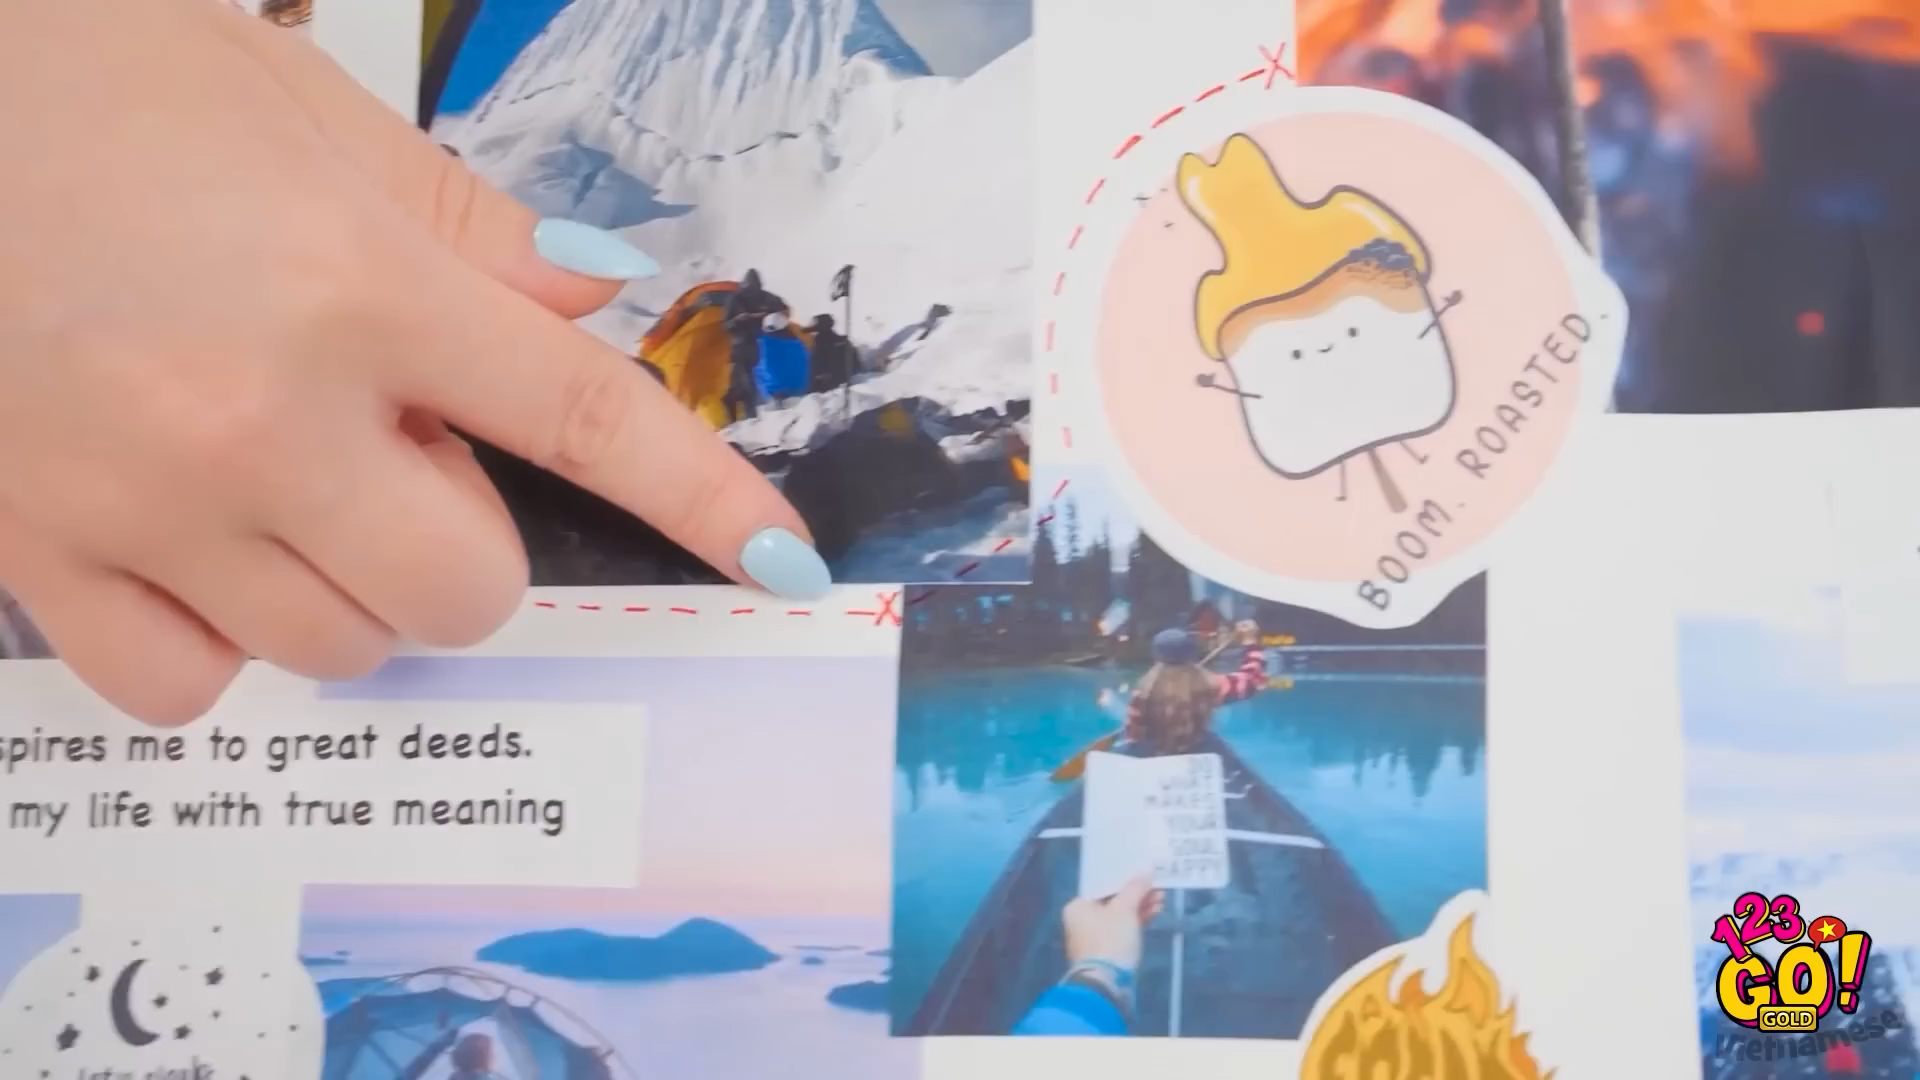 BOOM. ROASTED.
spires me to great deeds.
my life with true meaning
DO
WHAT
MAKES
YOUR
SOUL
HAPPY
123
GO!
GOLD
Vietnamese